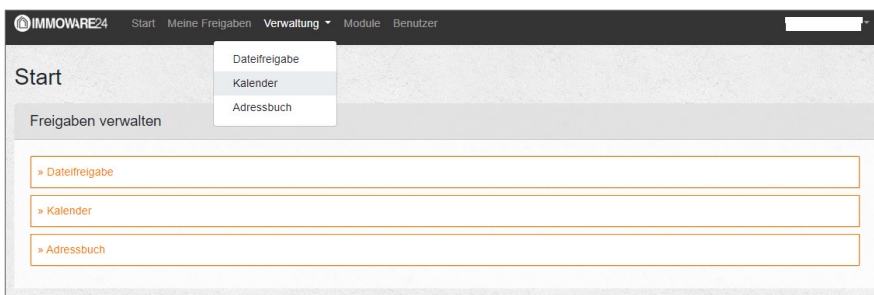 IMMOWARE24 Start Meine Freigaben Verwaltung Module Benutzer
Dateifreigabe
Kalender
Adressbuch
Start
Freigaben verwalten
» Dateifreigabe
» Kalender
» Adressbuch